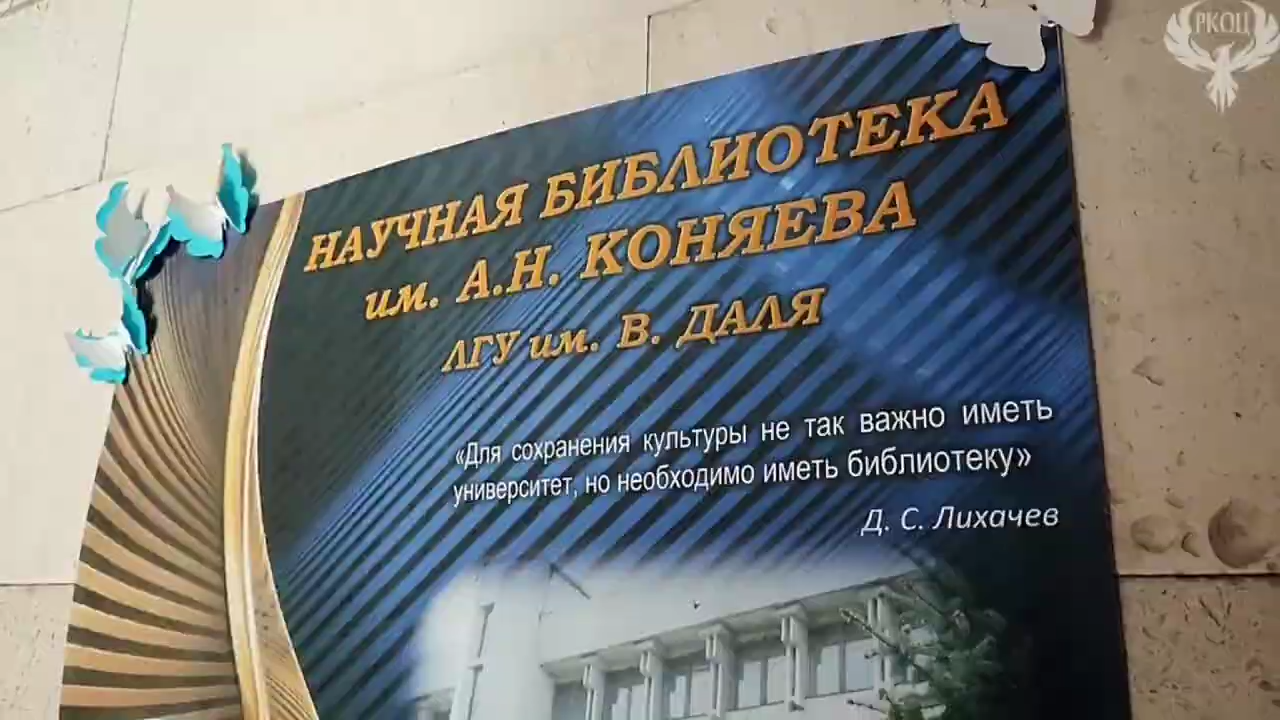 РКОЦ
НАУЧНАЯ БИБЛИОТЕКА
им. А.Н. КОНЯЕВА
ЛГУ им. В. ДАЛЯ
«Для сохранения культуры не так важно иметь
университет, но необходимо иметь библиотеку»
Д. С. Лихачев